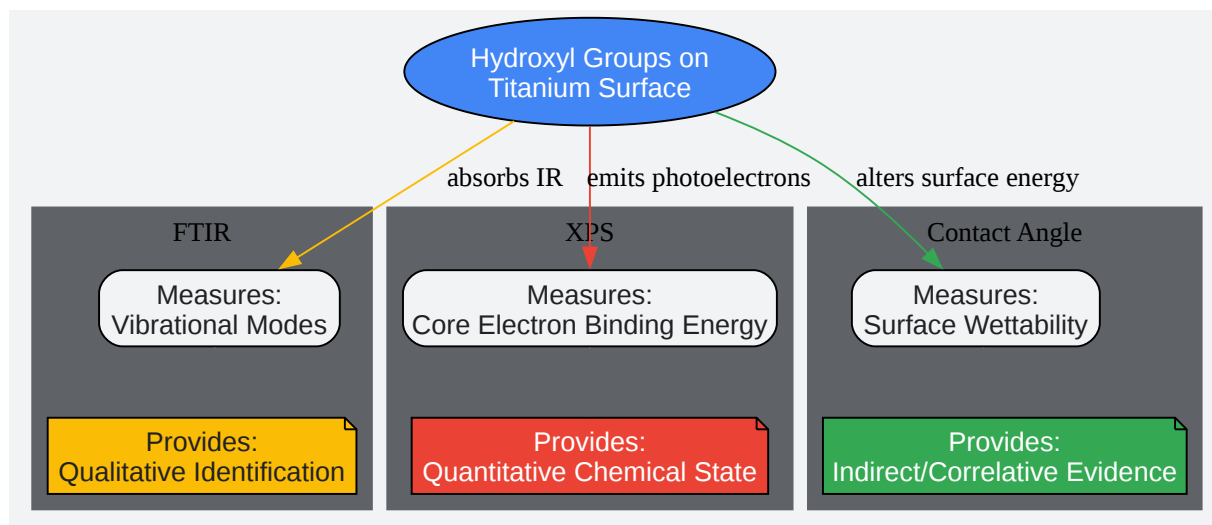 Hydroxyl Groups on
Titanium Surface
absorbs IR
emits photoelectrons
alters surface energy
FTIR
XPS
Contact Angle
Measures:
Vibrational Modes
Measures:
Core Electron Binding Energy
Measures:
Surface Wettability
Provides:
Qualitative Identification
Provides:
Quantitative Chemical State
Provides:
Indirect/Correlative Evidence